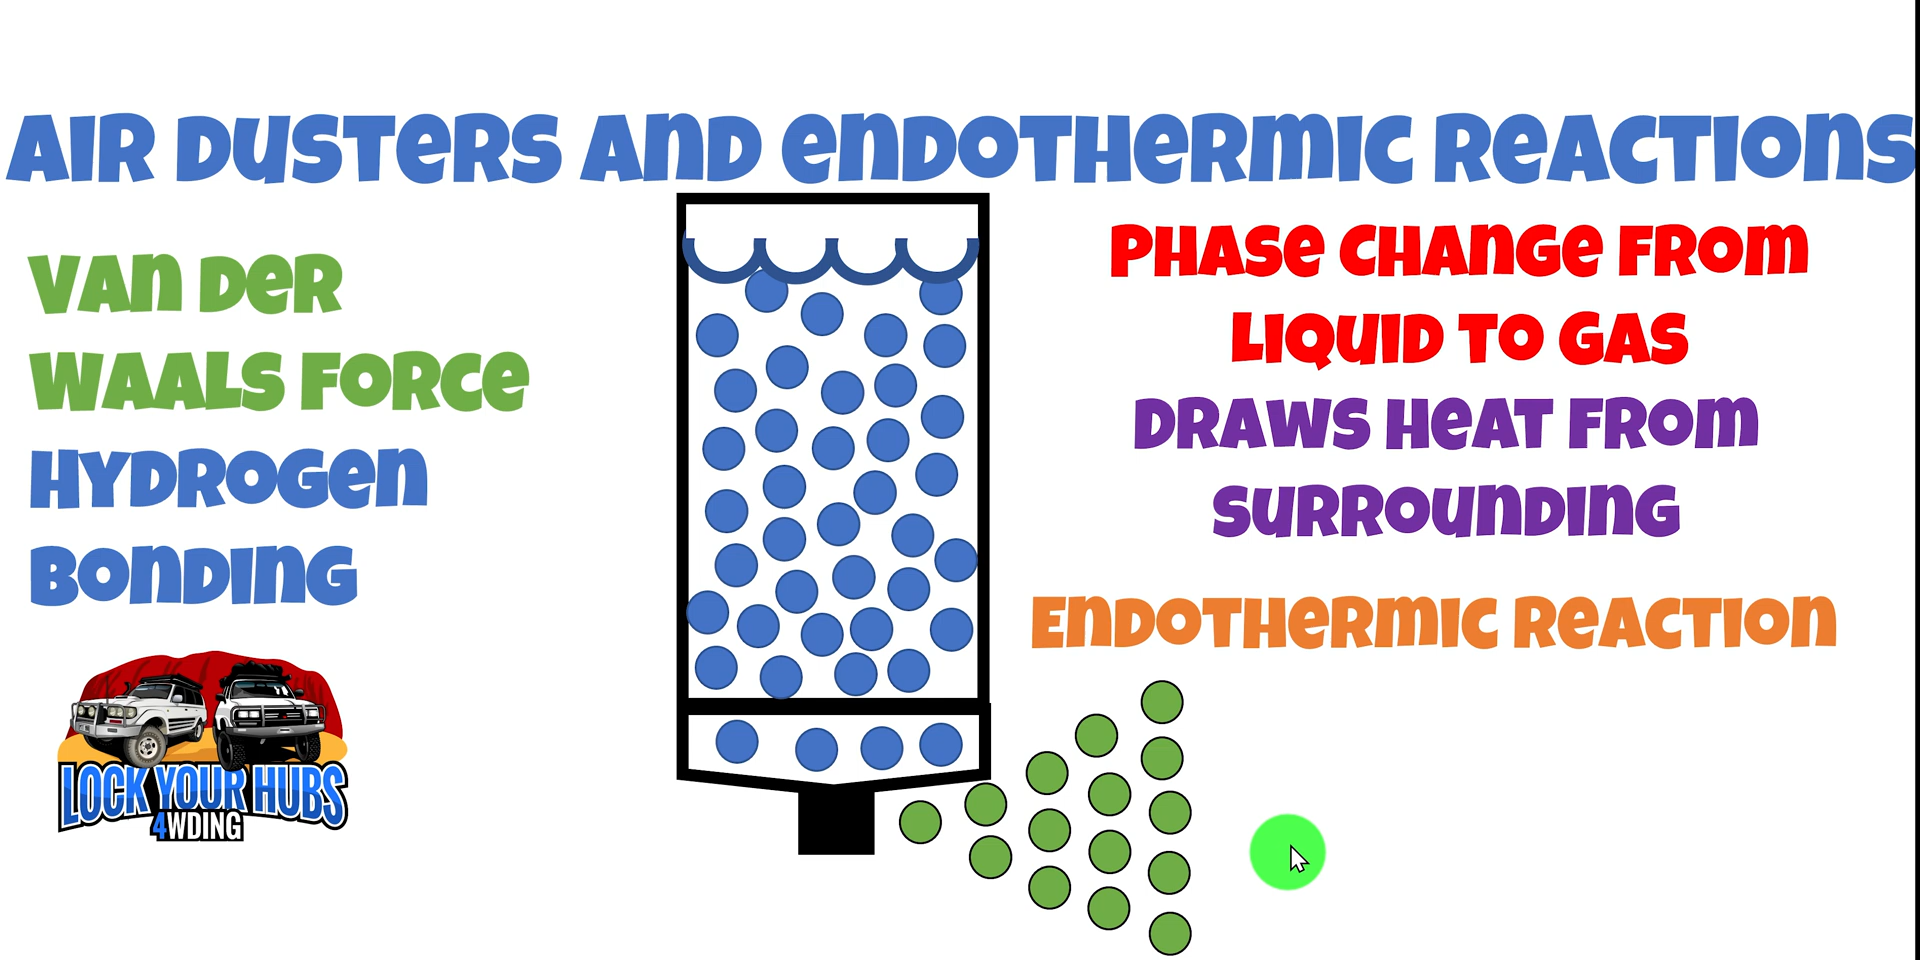 AIR DUSTERS AND ENDOTHERMIC REACTIONS
VAN DER
WAALS FORCE
HYDROGEN
BONDING
PHASE CHANGE FROM
LIQUID TO GAS
DRAWS HEAT FROM
SURROUNDING
ENDOTHERMIC REACTION
LOCK YOUR HUBS
4WDING